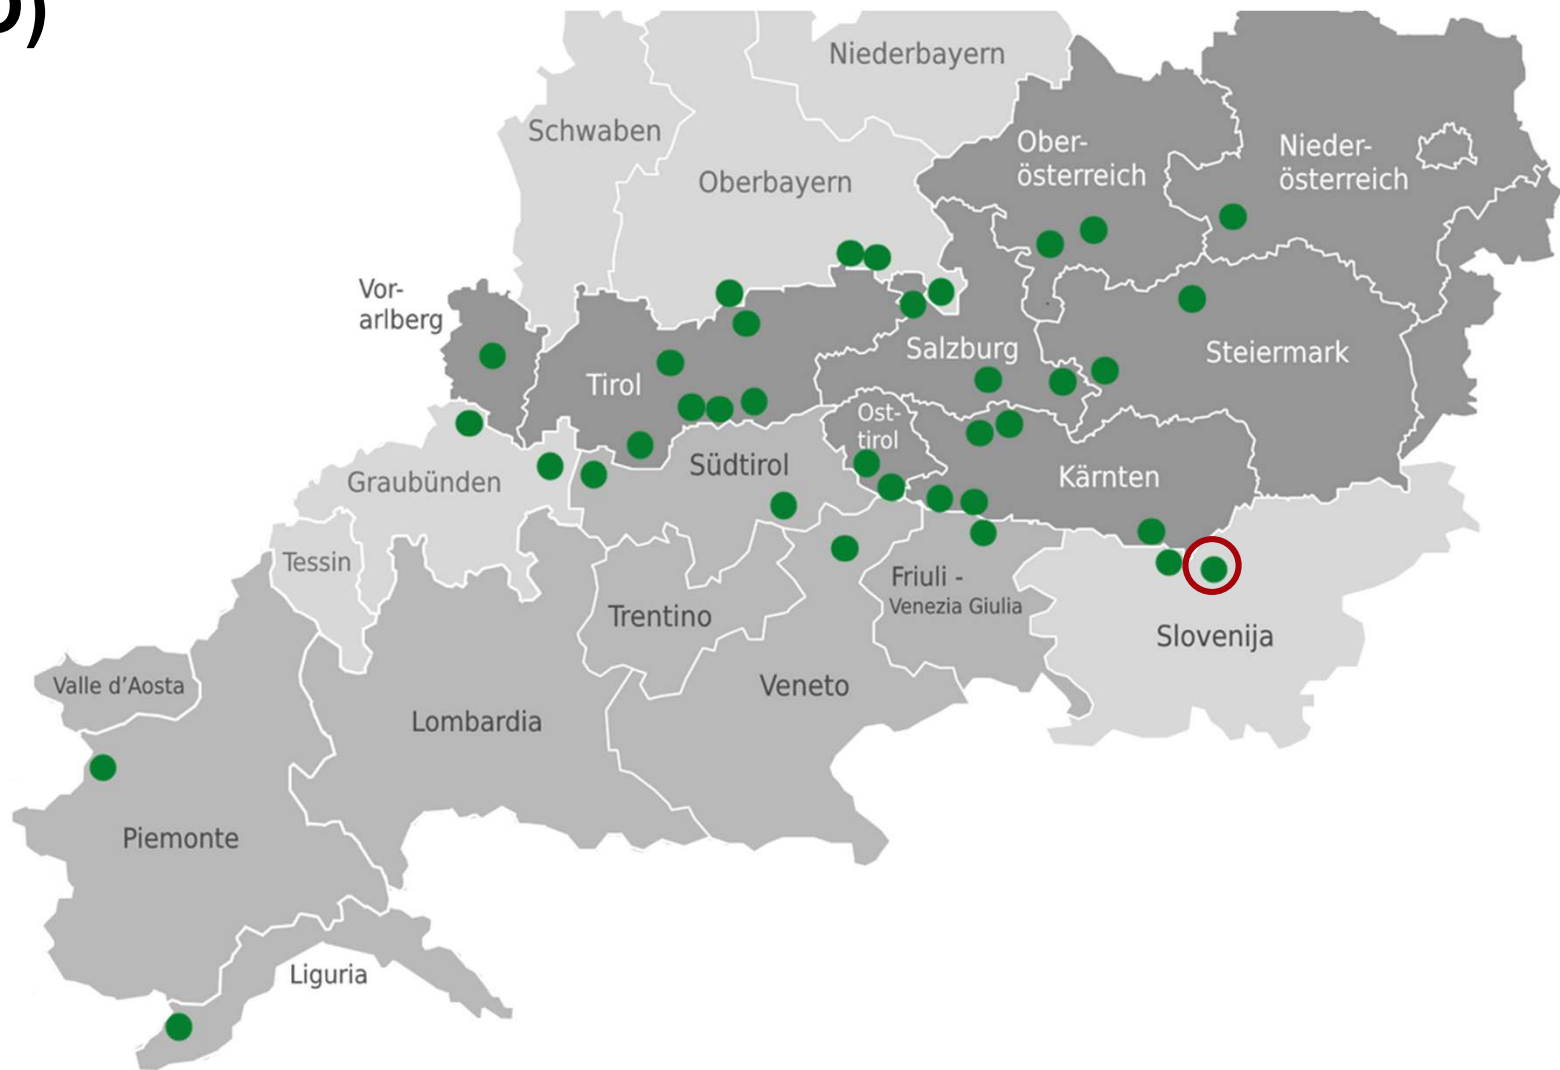 Niederbayern
Schwaben
Ober-
österreich
Nieder-
österreich
Oberbayern
Vor-
arlberg
Salzburg
Steiermark
Tirol
Ost-
tirol
Südtirol
Kärnten
Graubünden
Tessin
Friuli -
Venezia Giulia
Trentino
Slovenija
Valle d’Aosta
Veneto
Lombardia
Piemonte
Liguria